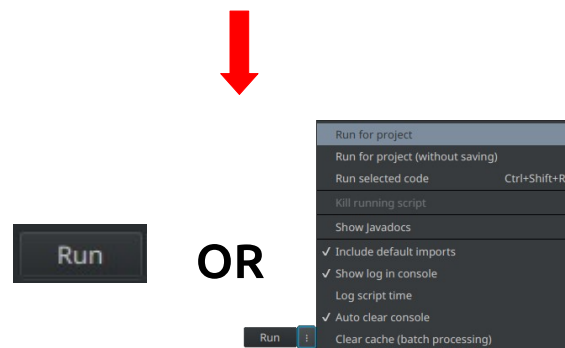 Run for project
Run for project (without saving)
Run selected code Ctrl+Shift+R
Kill running script
Show Javadocs
Run OR
✓ Include default imports
✓ Show log in console
Log script time
✓ Auto clear console
Run ⋮ Clear cache (batch processing)